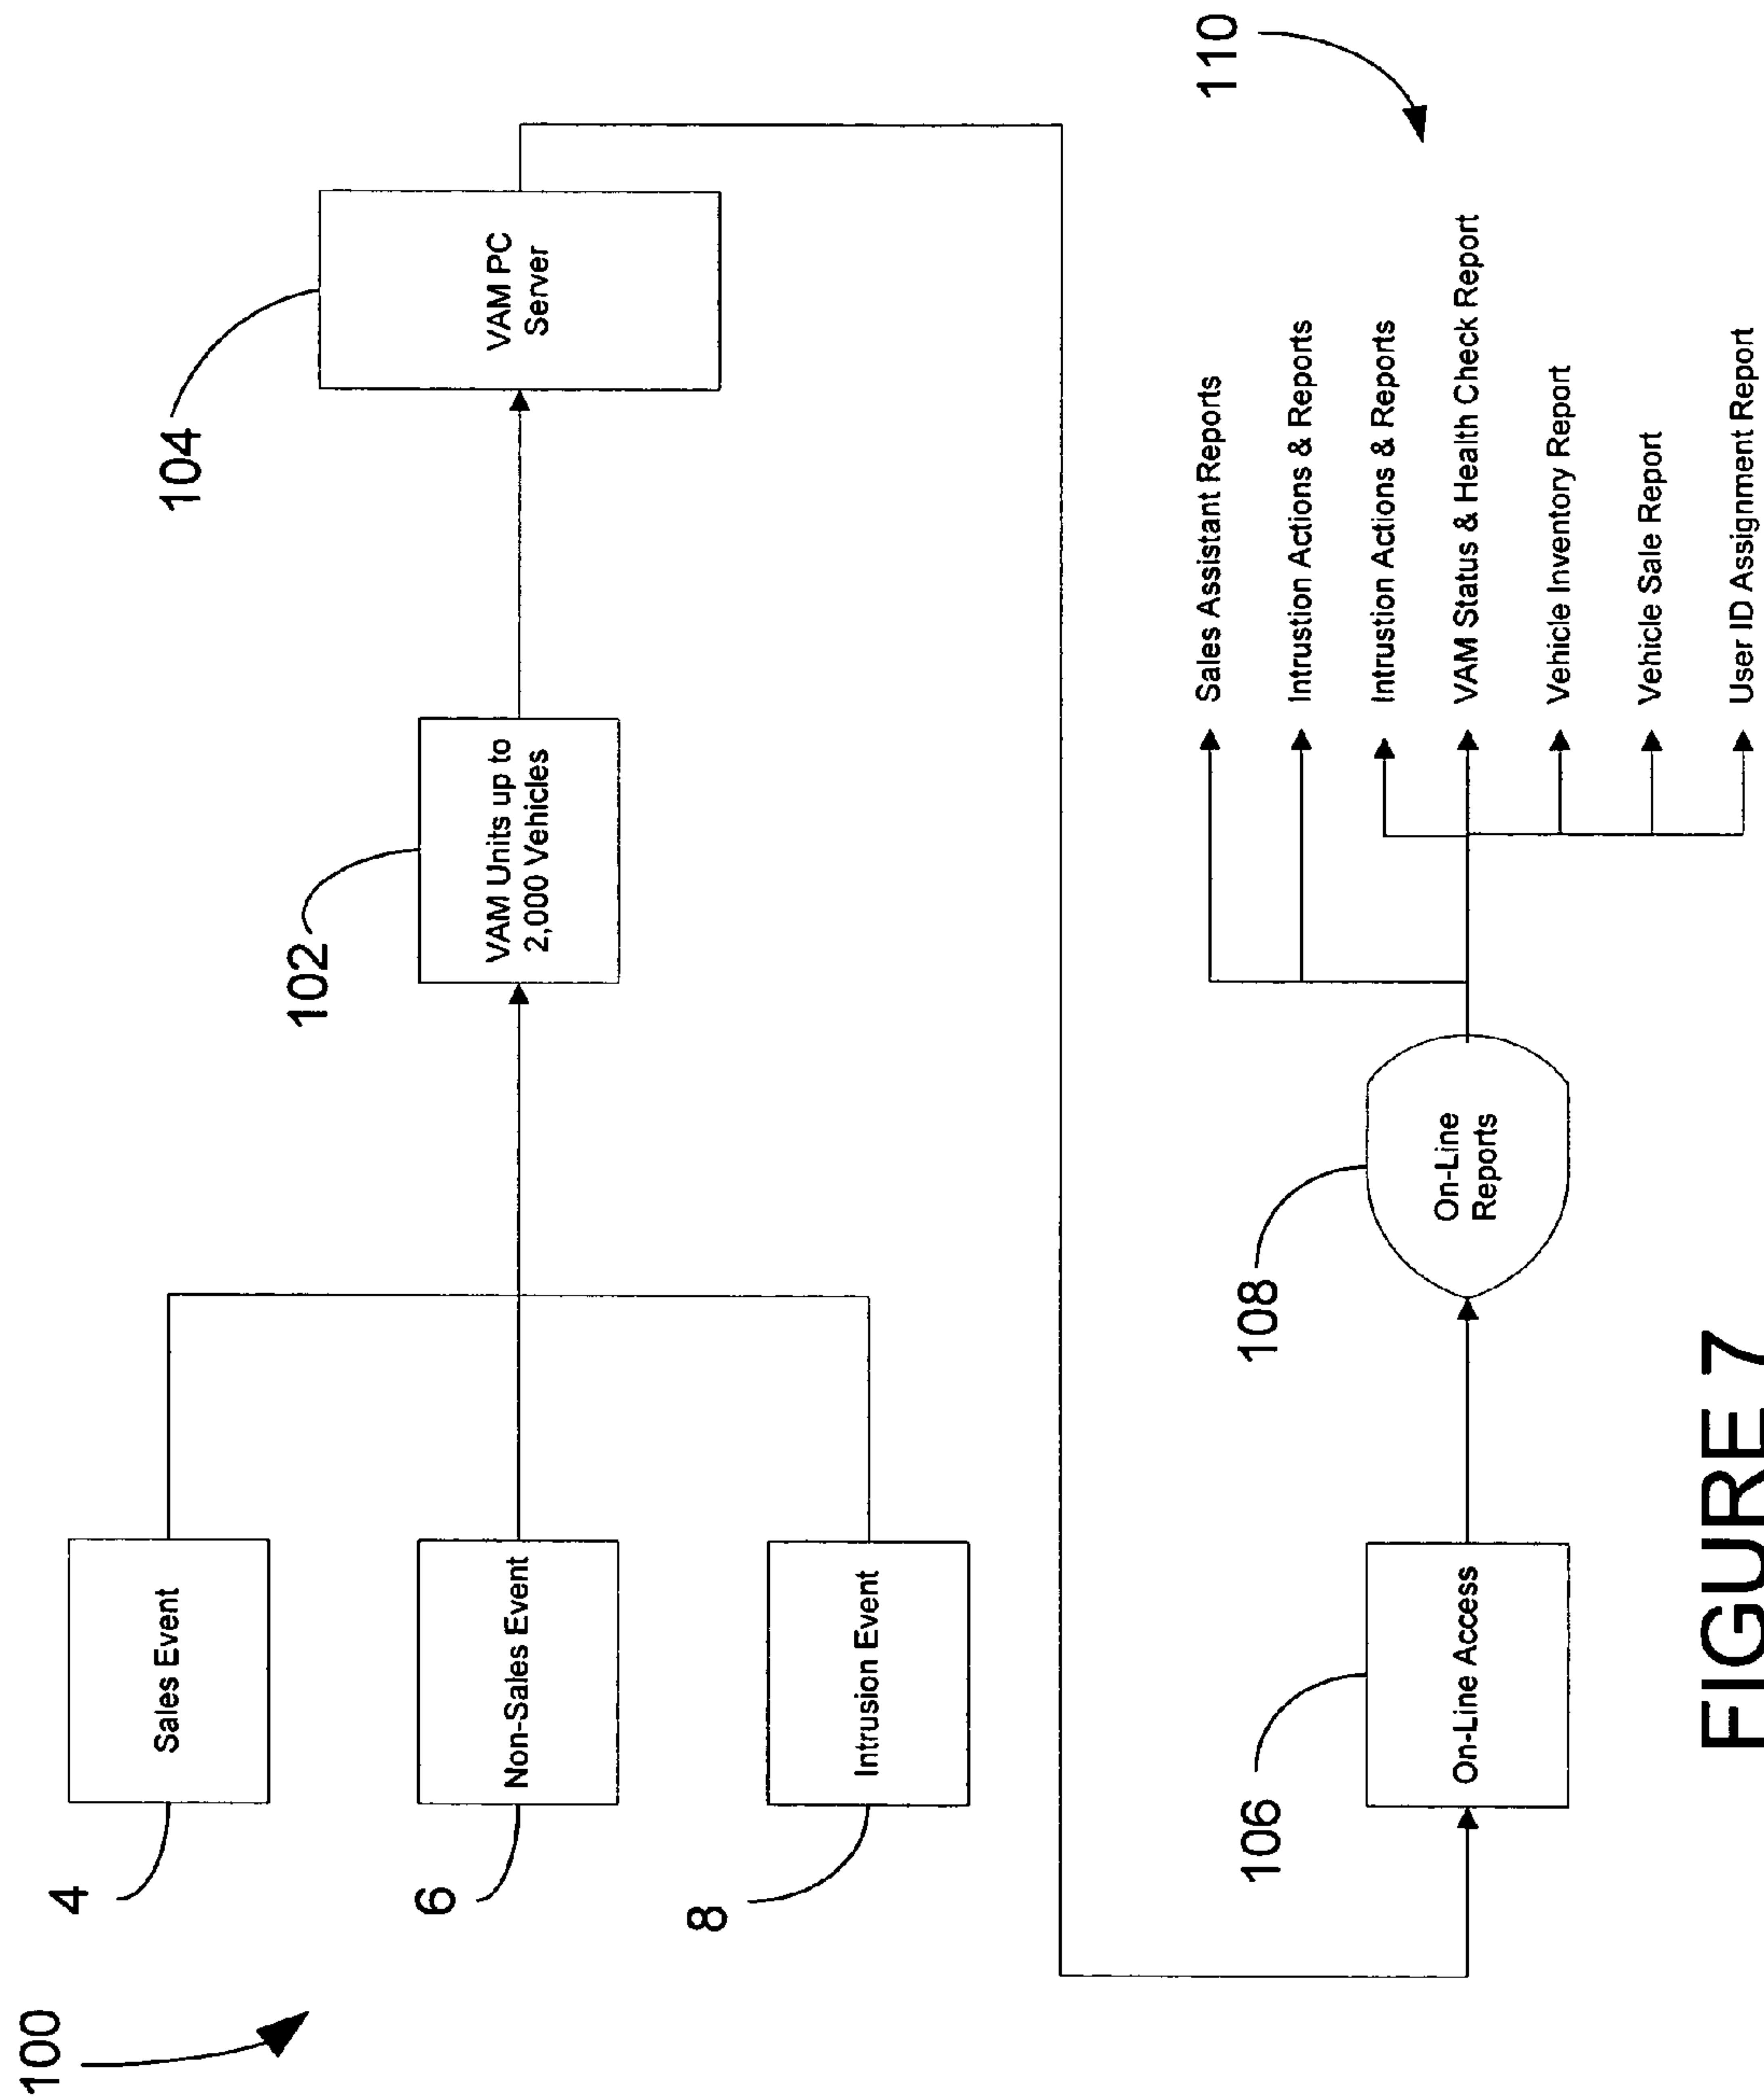 100
4
Sales Event
6
Non-Sales Event
8
Intrusion Event
102
VAM Units up to
2,000 Vehicles
104
VAM PC
Server
106
On-Line Access
108
On-Line
Reports
110
Sales Assistant Reports
Intrustion Actions & Reports
Intrustion Actions & Reports
VAM Status & Health Check Report
Vehicle Inventory Report
Vehicle Sale Report
User ID Assignment Report
FIGURE 7